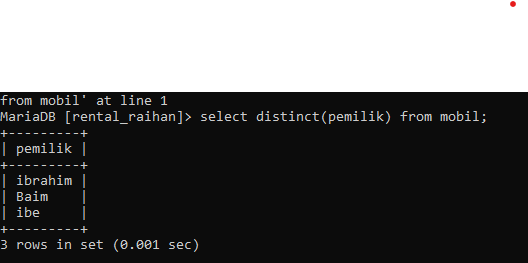 from mobil' at line 1
MariaDB [rental_raihan]> select distinct(pemilik) from mobil;
+---------+
| pemilik |
+---------+
| ibrahim |
| Baim    |
| ibe     |
+---------+
3 rows in set (0.001 sec)